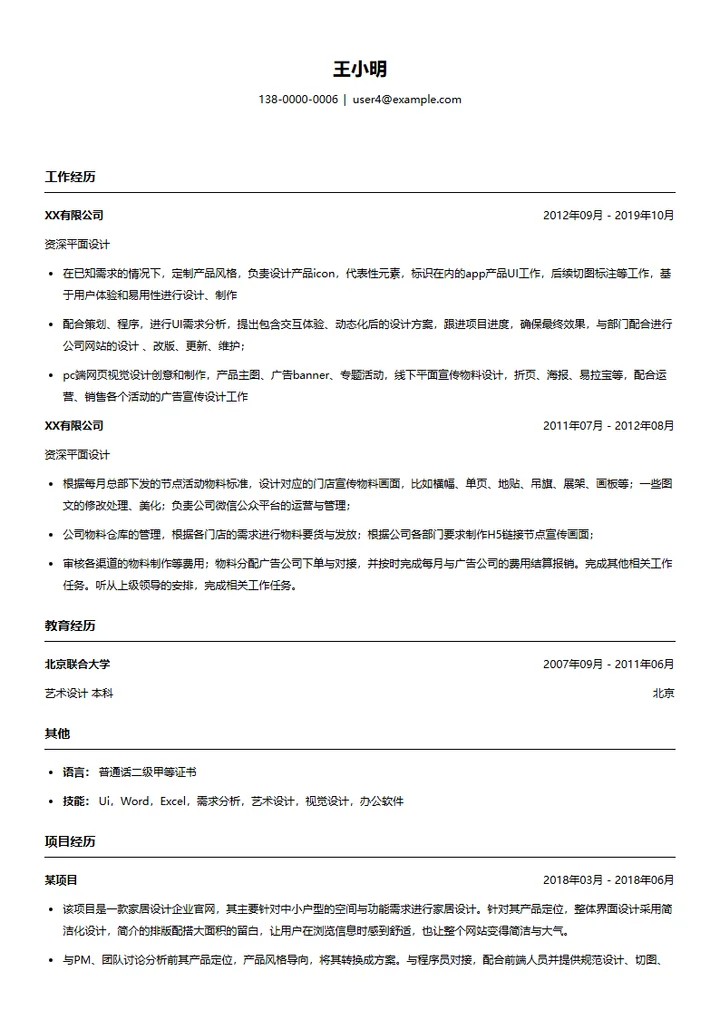 王小明
138-0000-0006 | user4@example.com
工作经历
XX有限公司 2012年09月 - 2019年10月
资深平面设计
• 在已知需求的情况下，定制产品风格，负责设计产品icon，代表性元素，标识在内的app产品UI工作，后续切图标注等工作，基
于用户体验和易用性进行设计、制作
• 配合策划、程序，进行UI需求分析，提出包含交互体验、动态化后的设计方案，跟进项目进度，确保最终效果，与部门配合进行
公司网站的设计 、改版、更新、维护；
• pc端网页视觉设计创意和制作，产品主图、广告banner、专题活动，线下平面宣传物料设计，折页、海报、易拉宝等，配合运
营、销售各个活动的广告宣传设计工作
XX有限公司 2011年07月 - 2012年08月
资深平面设计
• 根据每月总部下发的节点活动物料标准，设计对应的门店宣传物料画面，比如横幅、单页、地贴、吊旗、展架、画板等；一些图
文的修改处理、美化；负责公司微信公众平台的运营与管理；
• 公司物料仓库的管理，根据各门店的需求进行物料要货与发放；根据公司各部门要求制作H5链接节点宣传画面；
• 审核各渠道的物料制作等费用；物料分配广告公司下单与对接，并按时完成每月与广告公司的费用结算报销。完成其他相关工作
任务。听从上级领导的安排，完成相关工作任务。
教育经历
北京联合大学 2007年09月 - 2011年06月
艺术设计 本科 北京
其他
• 语言： 普通话二级甲等证书
• 技能： Ui，Word，Excel，需求分析，艺术设计，视觉设计，办公软件
项目经历
某项目 2018年03月 - 2018年06月
• 该项目是一款家居设计企业官网，其主要针对中小户型的空间与功能需求进行家居设计。针对其产品定位，整体界面设计采用简
洁化设计，简介的排版配搭大面积的留白，让用户在浏览信息时感到舒适，也让整个网站变得简洁与大气。
• 与PM、团队讨论分析前其产品定位，产品风格导向，将其转换成方案。与程序员对接，配合前端人员并提供规范设计、切图、